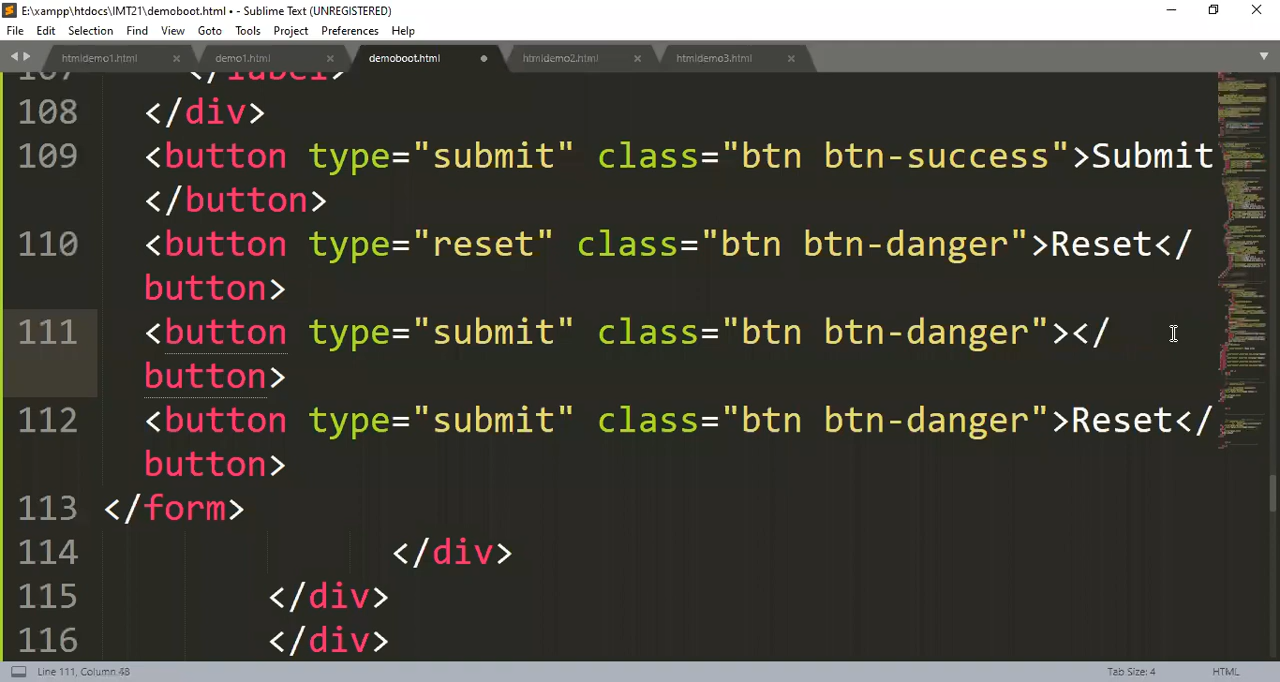 E:\xampp\htdocs\IMT21\demoboot.html • - Sublime Text (UNREGISTERED)
File Edit Selection Find View Goto Tools Project Preferences Help
htmldemo1.html demo1.html demoboot.html htmldemo2.html htmldemo3.html
107 </label>
108 </div>
109 <button type="submit" class="btn btn-success">Submit
</button>
110 <button type="reset" class="btn btn-danger">Reset</
button>
111 <button type="submit" class="btn btn-danger"></
button>
112 <button type="submit" class="btn btn-danger">Reset</
button>
113 </form>
114 </div>
115 </div>
116 </div>
Line 111, Column 48 Tab Size: 4 HTML